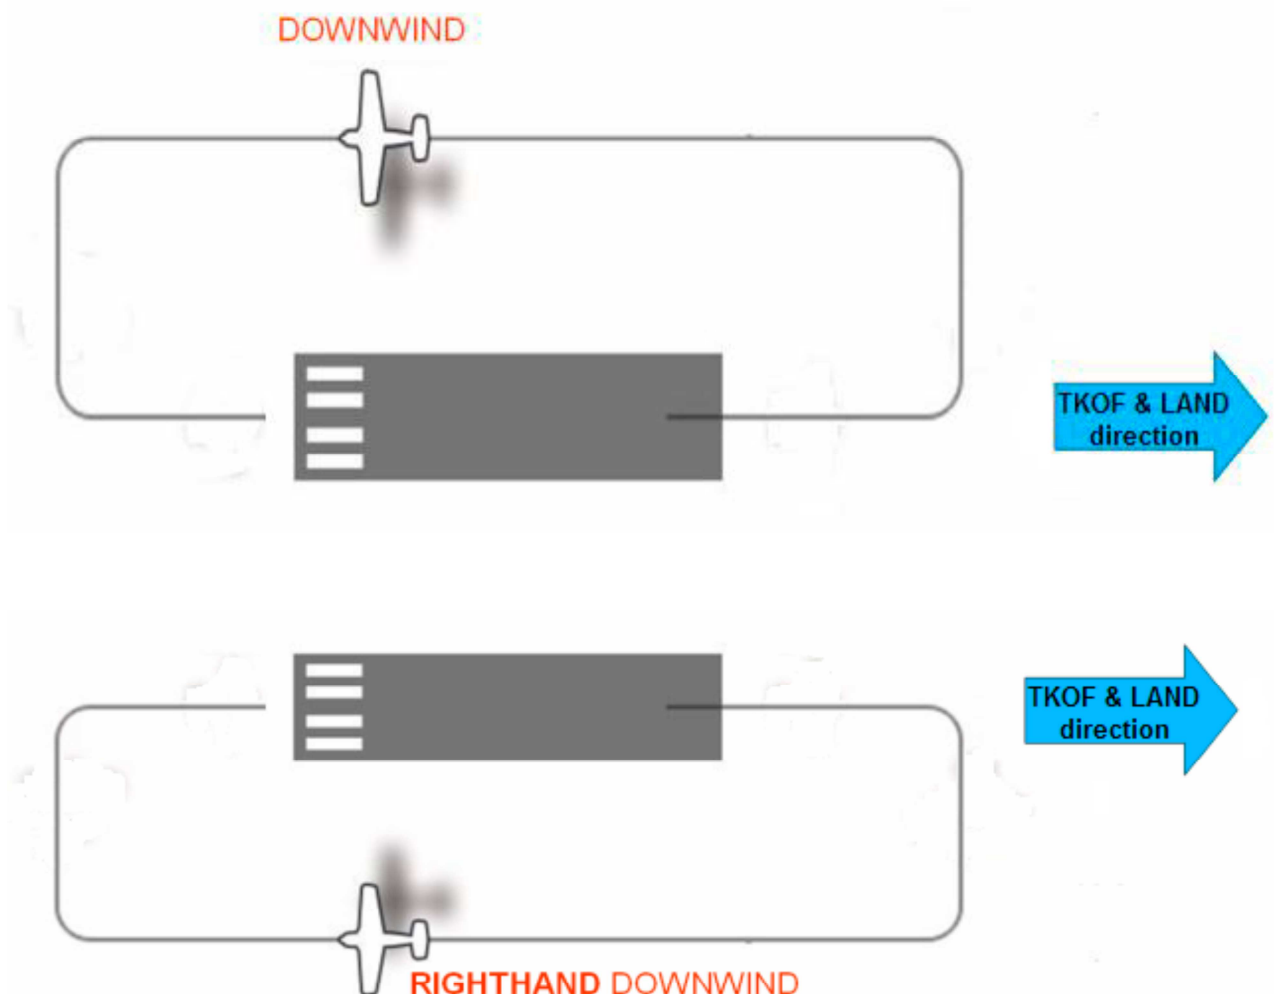 DOWNWIND
TKOF & LAND
direction
TKOF & LAND
direction
RIGHTHAND DOWNWIND